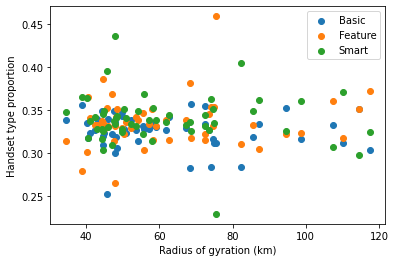 Basic
Feature
Smart
Handset type proportion
0.45
0.40
0.35
0.30
0.25
40 60 80 100 120
Radius of gyration (km)